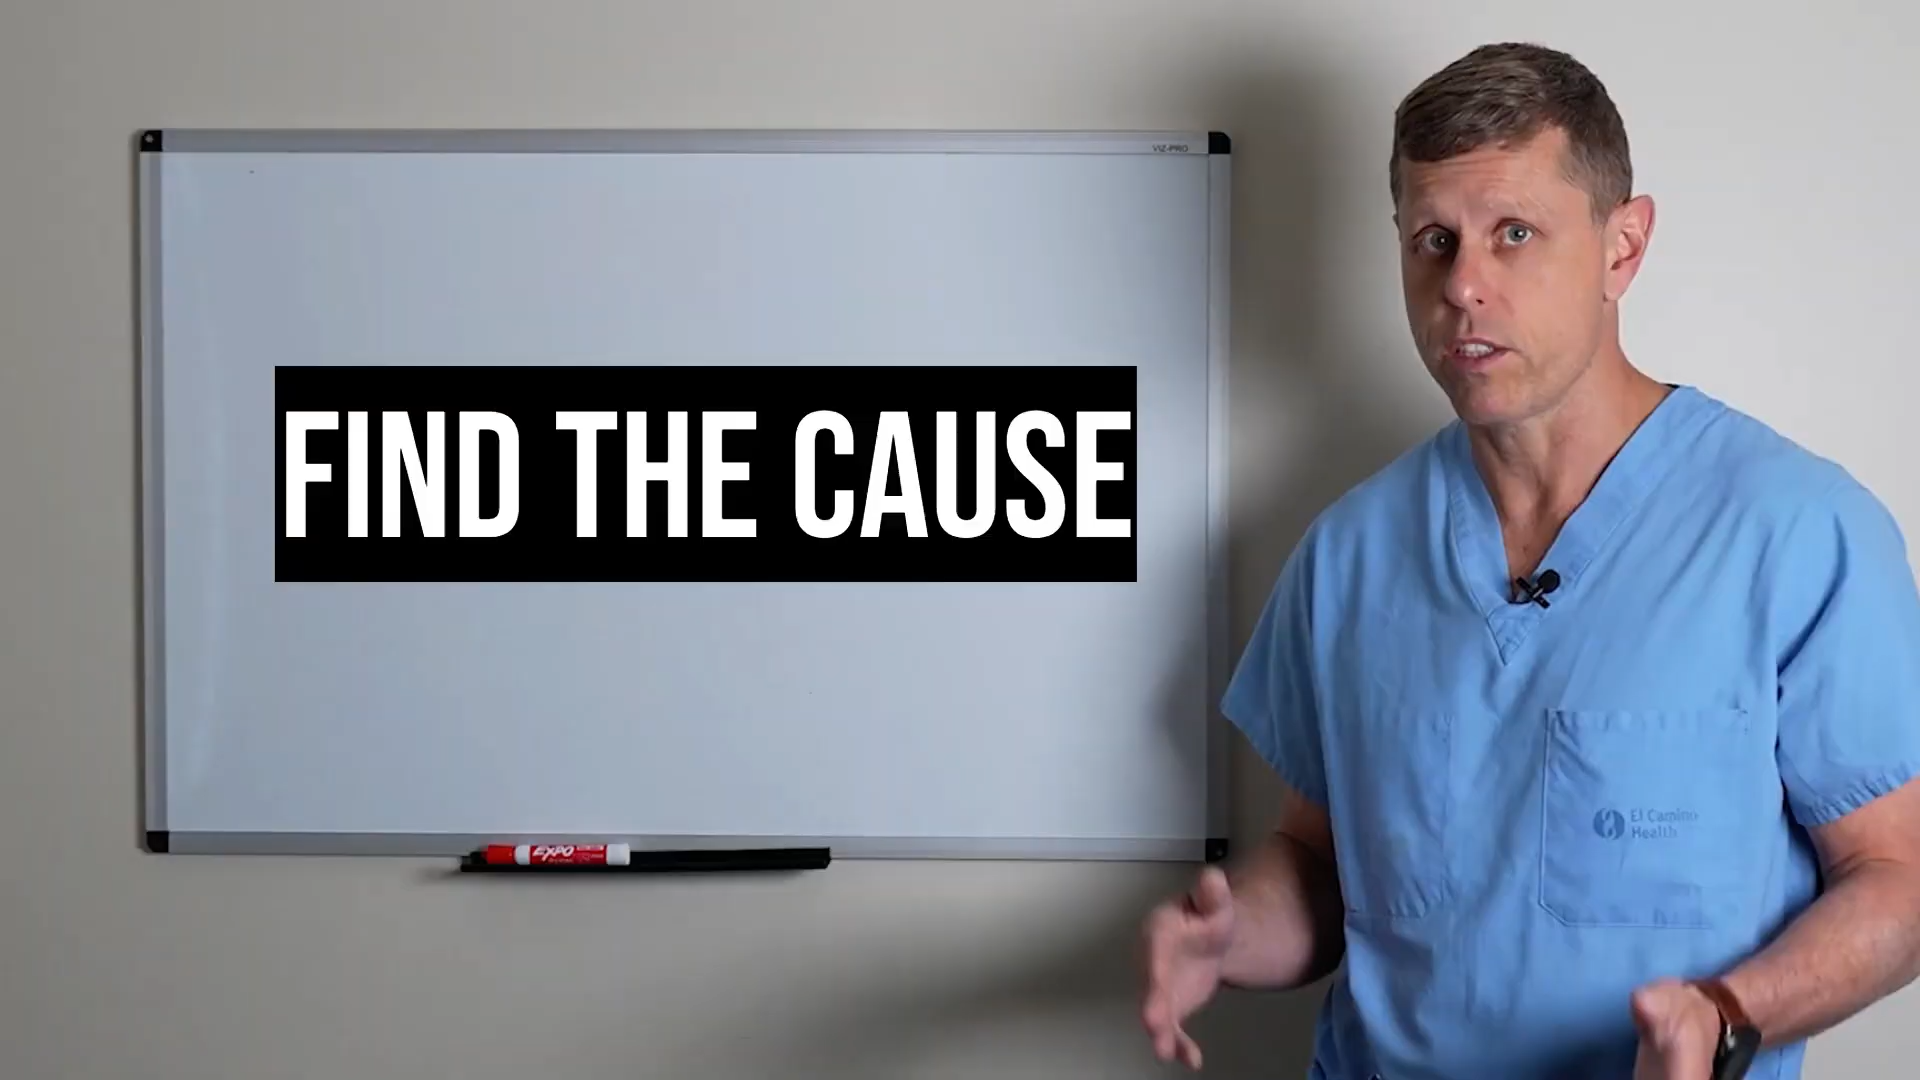 VIZ-PRO
FIND THE CAUSE
EXPO
El Camino
Health